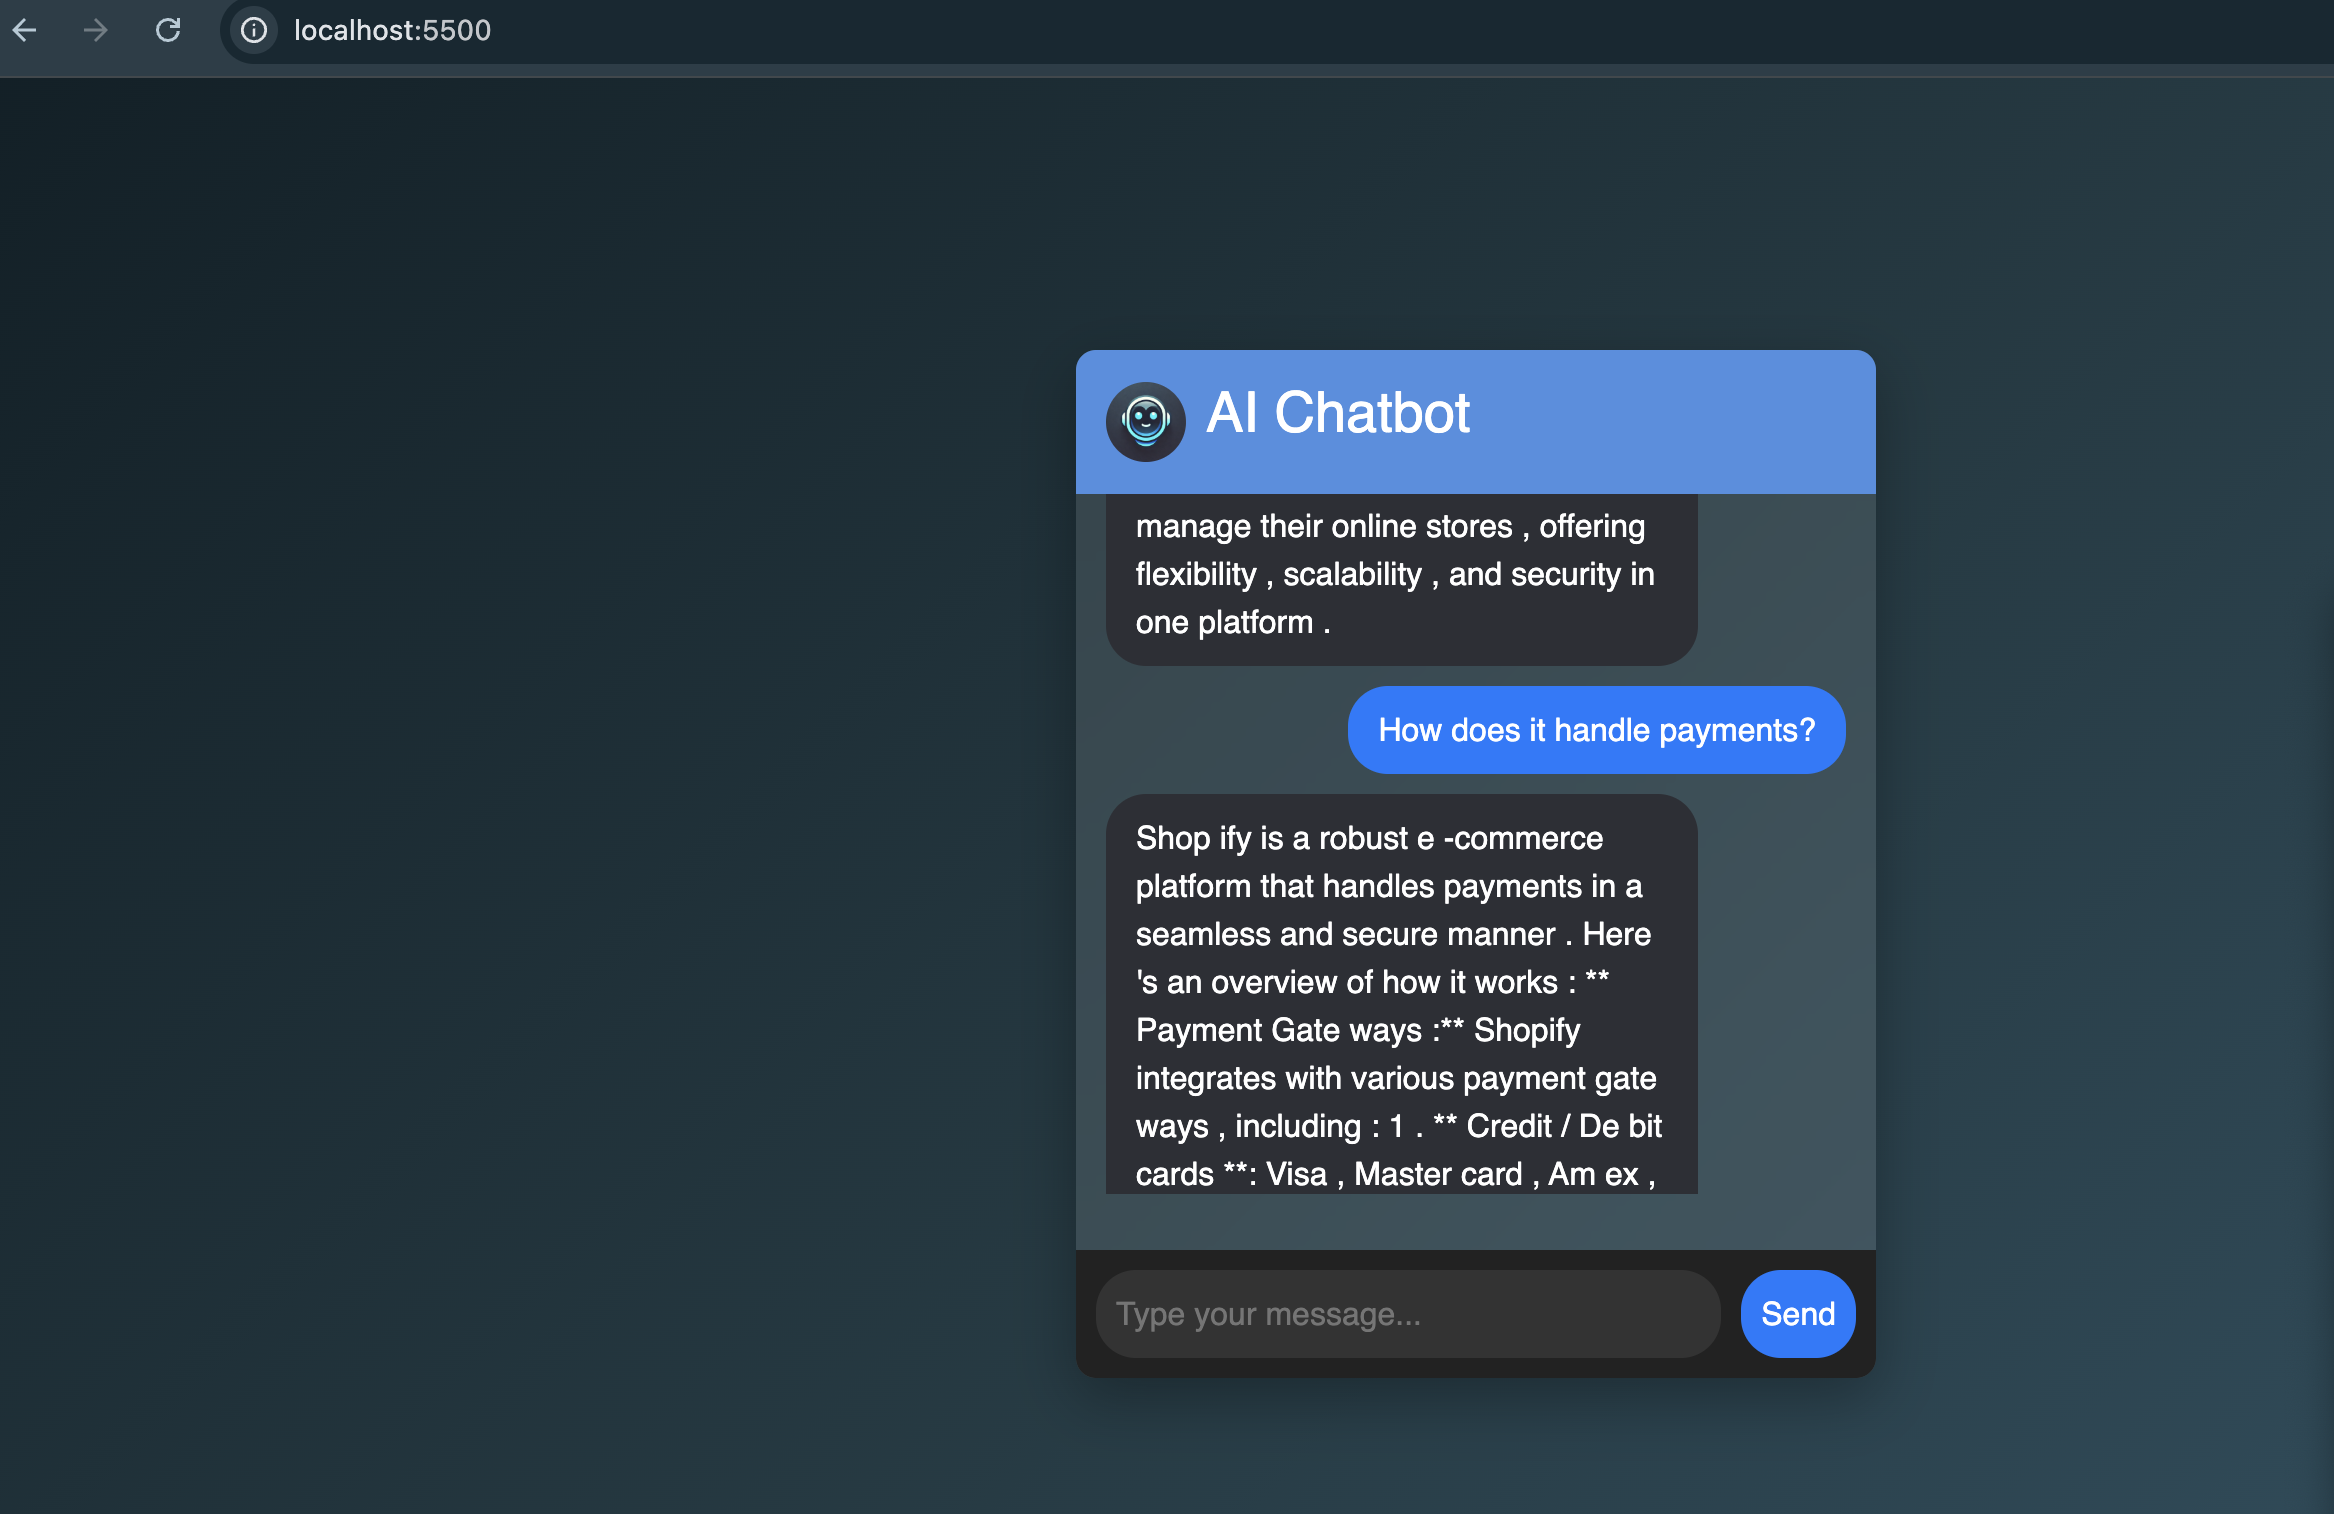 localhost:5500
AI Chatbot
manage their online stores , offering
flexibility , scalability , and security in
one platform .
How does it handle payments?
Shop ify is a robust e -commerce
platform that handles payments in a
seamless and secure manner . Here
's an overview of how it works : **
Payment Gate ways :** Shopify
integrates with various payment gate
ways , including : 1 . ** Credit / De bit
cards **: Visa , Master card , Am ex ,
Type your message...
Send